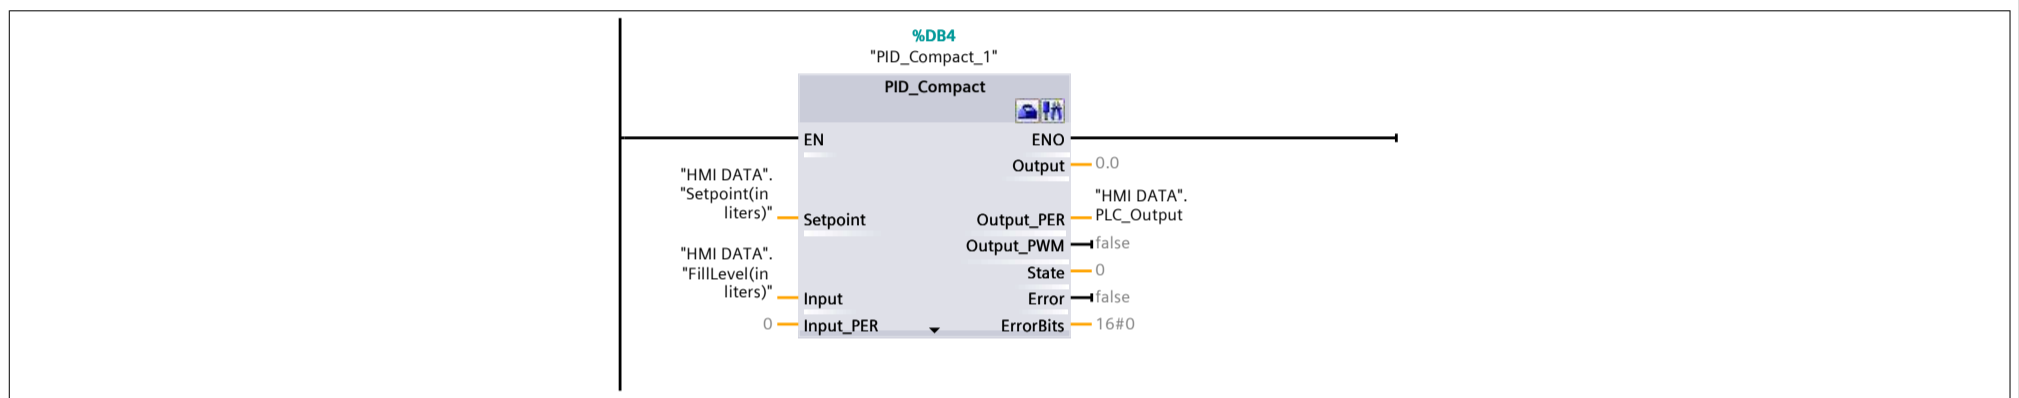 %DB4
"PID_Compact_1"
PID_Compact
EN
ENO
Output
0.0
"HMI DATA".
"Setpoint(in
liters)"
Setpoint
Output_PER
"HMI DATA".
PLC_Output
Output_PWM
false
"HMI DATA".
"FillLevel(in
liters)"
Input
State
0
Error
false
0
Input_PER
ErrorBits
16#0